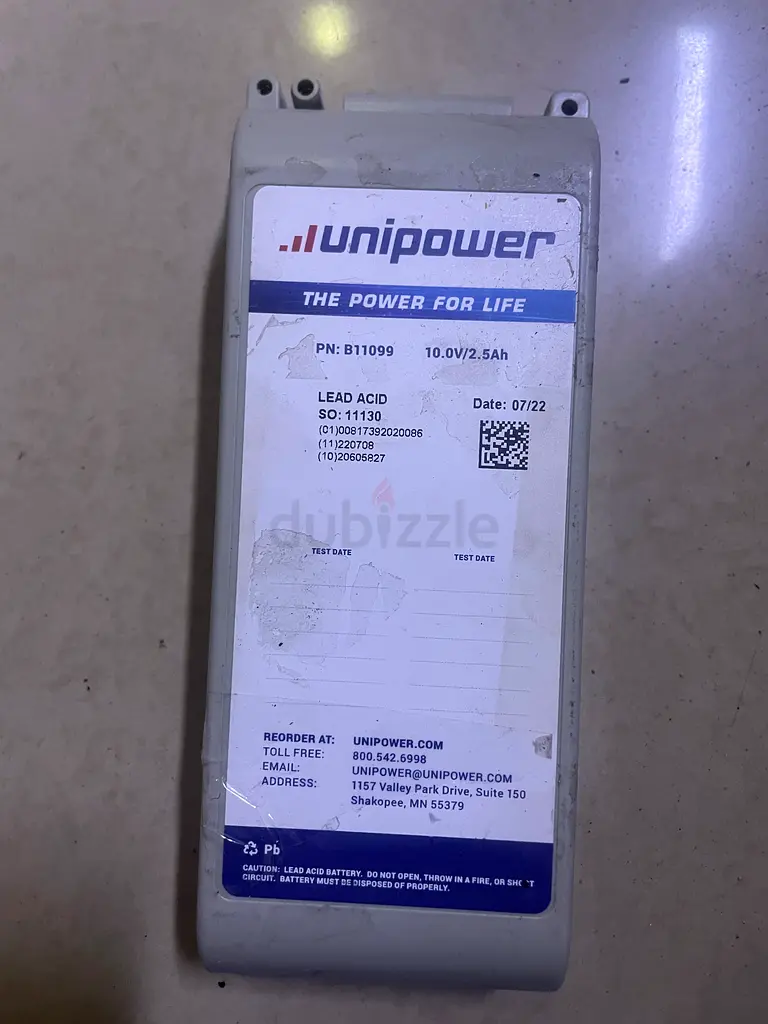 unipower
THE POWER FOR LIFE
PN: B11099 10.0V/2.5Ah
LEAD ACID
SO: 11130
Date: 07/22
(01)00817392020086
(11)220708
(10)20605827
dubizzle
TEST DATE TEST DATE
REORDER AT: UNIPOWER.COM
TOLL FREE: 800.542.6998
EMAIL: UNIPOWER@UNIPOWER.COM
ADDRESS: 1157 Valley Park Drive, Suite 150
Shakopee, MN 55379
Pb
CAUTION: LEAD ACID BATTERY. DO NOT OPEN, THROW IN A FIRE, OR SHORT
CIRCUIT. BATTERY MUST BE DISPOSED OF PROPERLY.